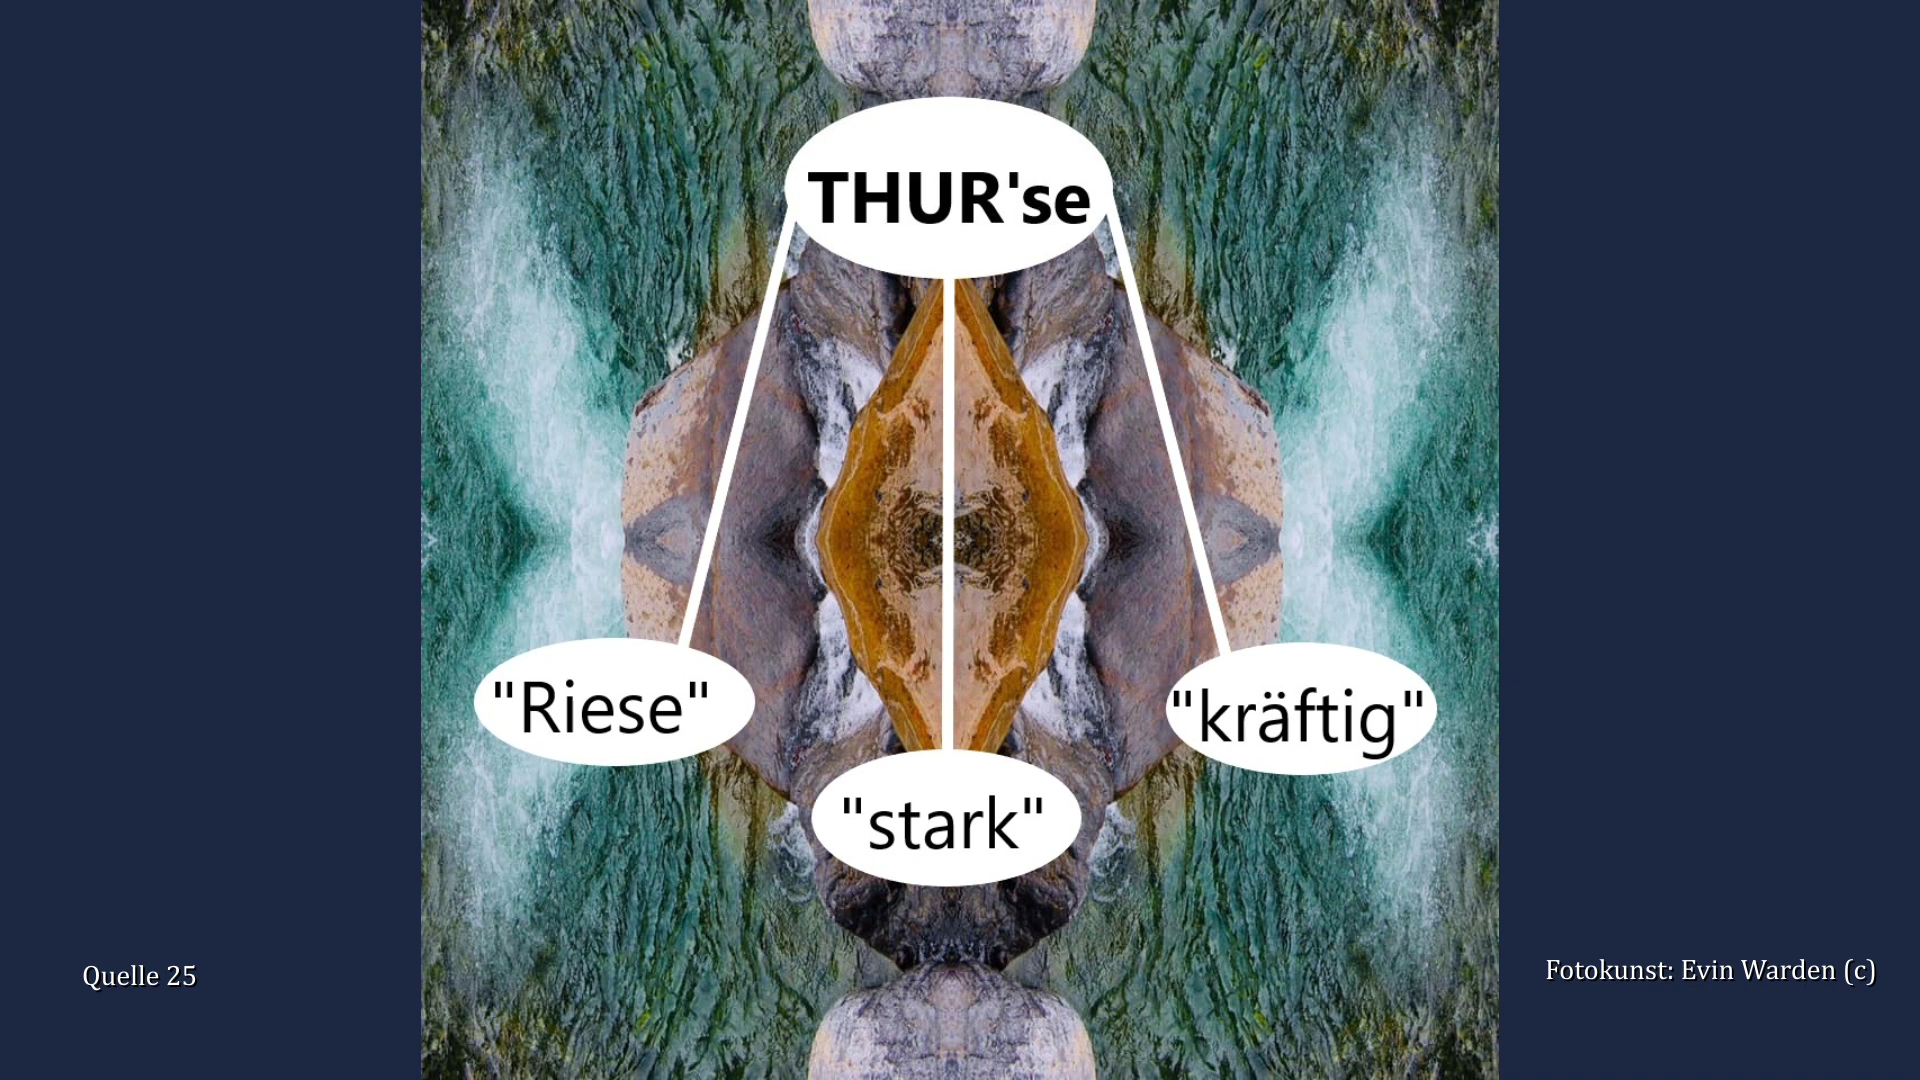 THUR'se
"Riese"
"kräftig"
"stark"
Quelle 25
Fotokunst: Evin Warden (c)